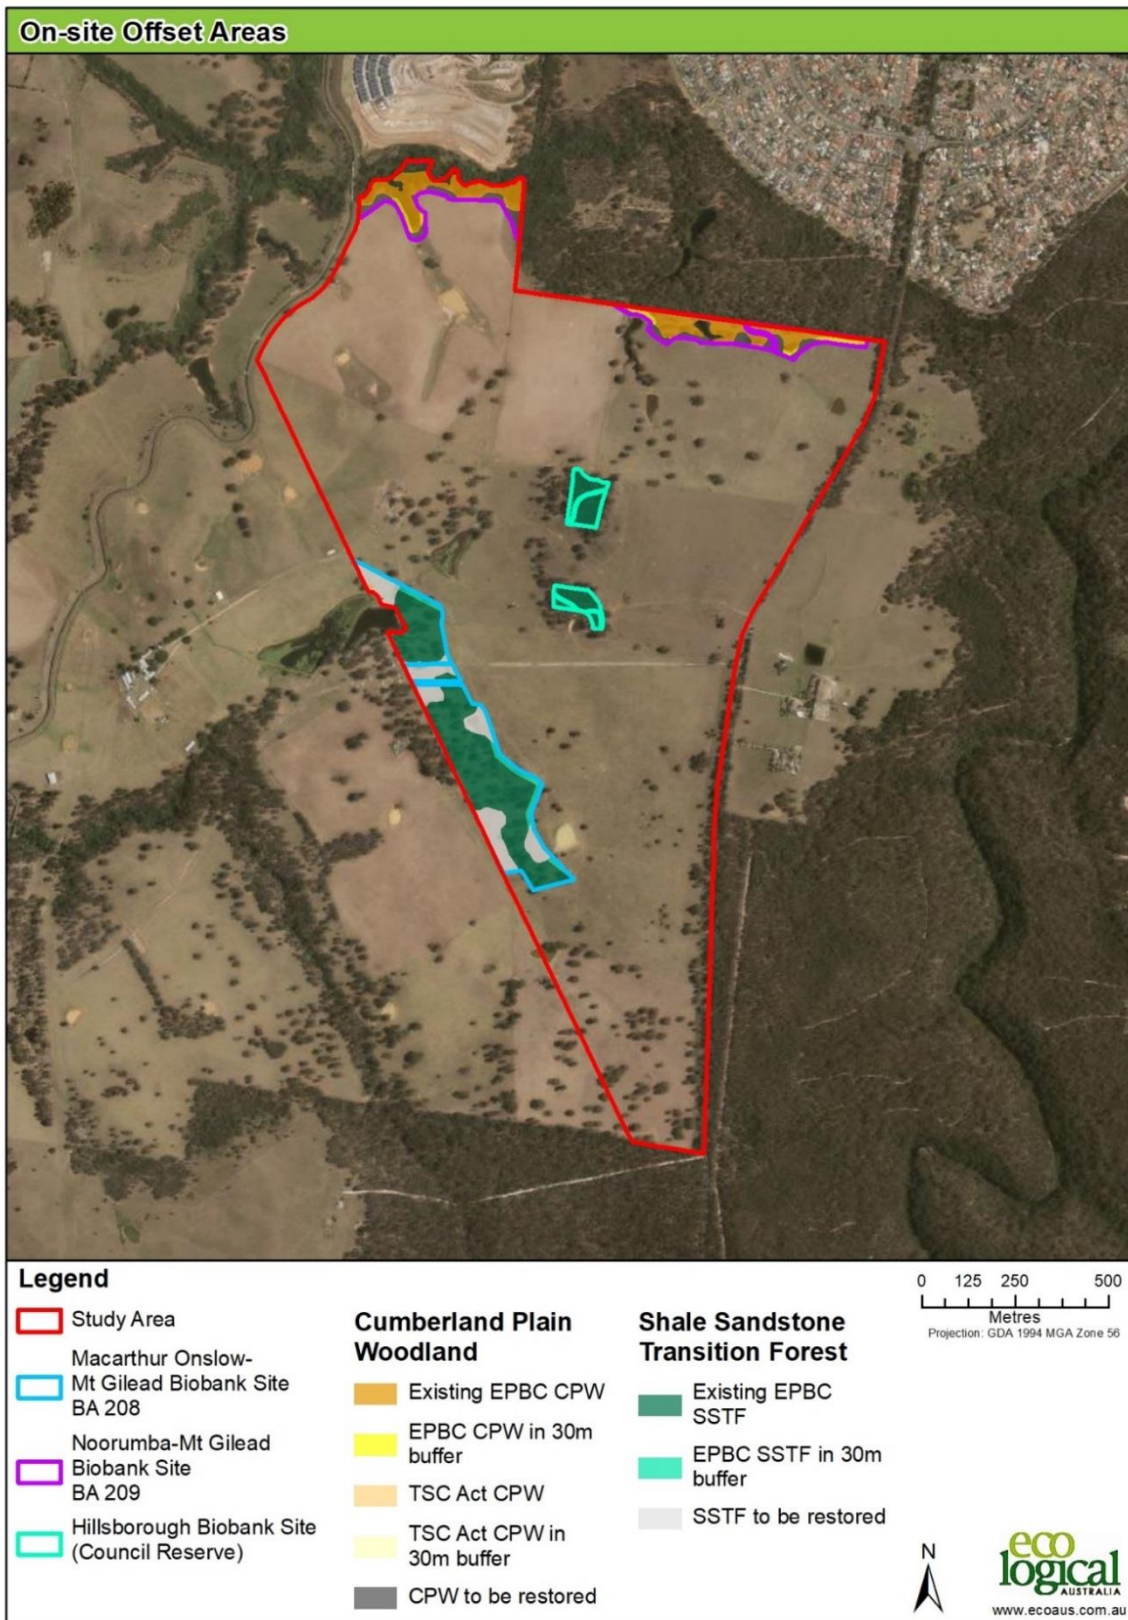 On-site Offset Areas
Legend
Study Area
Macarthur Onslow-
Mt Gilead Biobank Site
BA 208
Noorumba-Mt Gilead
Biobank Site
BA 209
Hillsborough Biobank Site
(Council Reserve)
Cumberland Plain
Woodland
Existing EPBC CPW
EPBC CPW in 30m
buffer
TSC Act CPW
TSC Act CPW in
30m buffer
CPW to be restored
Shale Sandstone
Transition Forest
Existing EPBC
SSTF
EPBC SSTF in 30m
buffer
SSTF to be restored
0 125 250 500
Metres
Projection: GDA 1994 MGA Zone 56
N
eco
logical
AUSTRALIA
www.ecoaus.com.au